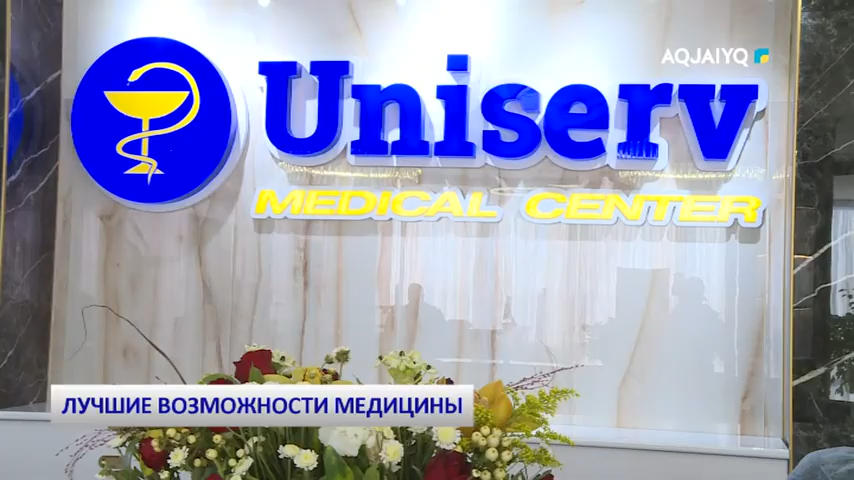 AQJAIYQ
Uniserv
MEDICAL CENTER
ЛУЧШИЕ ВОЗМОЖНОСТИ МЕДИЦИНЫ